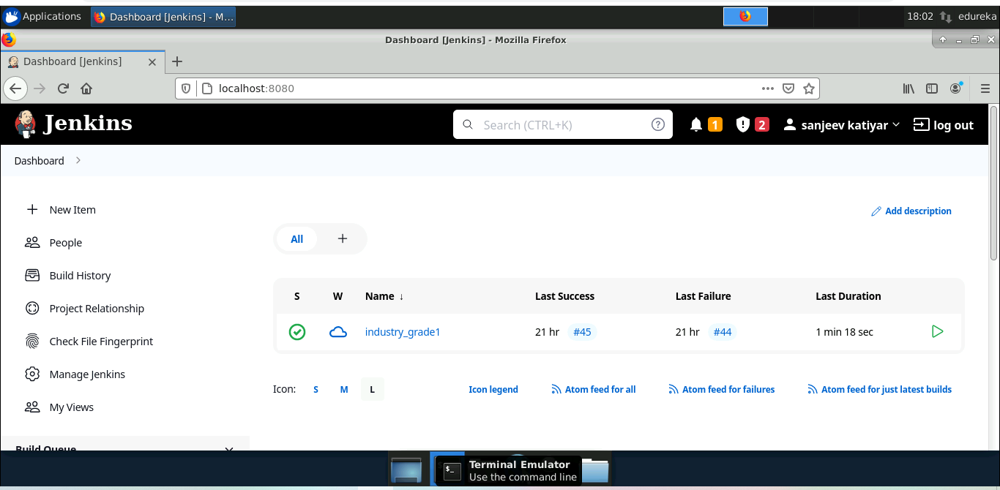 Applications
Dashboard [Jenkins] - M...
18:02
edureka
Dashboard [Jenkins] - Mozilla Firefox
Dashboard [Jenkins]
localhost:8080
Jenkins
Search (CTRL+K)
1
2
sanjeev katiyar
log out
Dashboard
New Item
People
Build History
Project Relationship
Check File Fingerprint
Manage Jenkins
My Views
Build Queue
Add description
All
S W Name ↓ Last Success Last Failure Last Duration
industry_grade1 21 hr #45 21 hr #44 1 min 18 sec
Icon: S M L
Icon legend
Atom feed for all
Atom feed for failures
Atom feed for just latest builds
Terminal Emulator
Use the command line